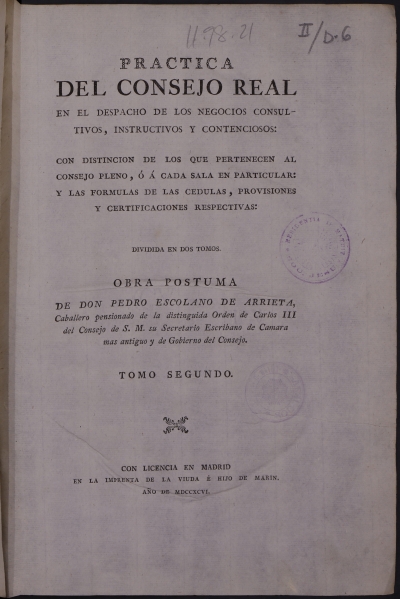 11.98.21
II/D-6
PRACTICA
DEL CONSEJO REAL
EN EL DESPACHO DE LOS NEGOCIOS CONSUL-
TIVOS, INSTRUCTIVOS Y CONTENCIOSOS:
CON DISTINCION DE LOS QUE PERTENECEN AL
CONSEJO PLENO, Ó Á CADA SALA EN PARTICULAR:
Y LAS FORMULAS DE LAS CEDULAS, PROVISIONES
Y CERTIFICACIONES RESPECTIVAS:
DIVIDIDA EN DOS TOMOS.
OBRA POSTUMA
DE DON PEDRO ESCOLANO DE ARRIETA,
Caballero pensionado de la distinguida Orden de Carlos III
del Consejo de S. M. su Secretario Escribano de Camara
mas antiguo y de Gobierno del Consejo.
TOMO SEGUNDO.
CON LICENCIA EN MADRID
EN LA IMPRENTA DE LA VIUDA É HIJO DE MARIN.
AÑO DE MDCCXCVI.